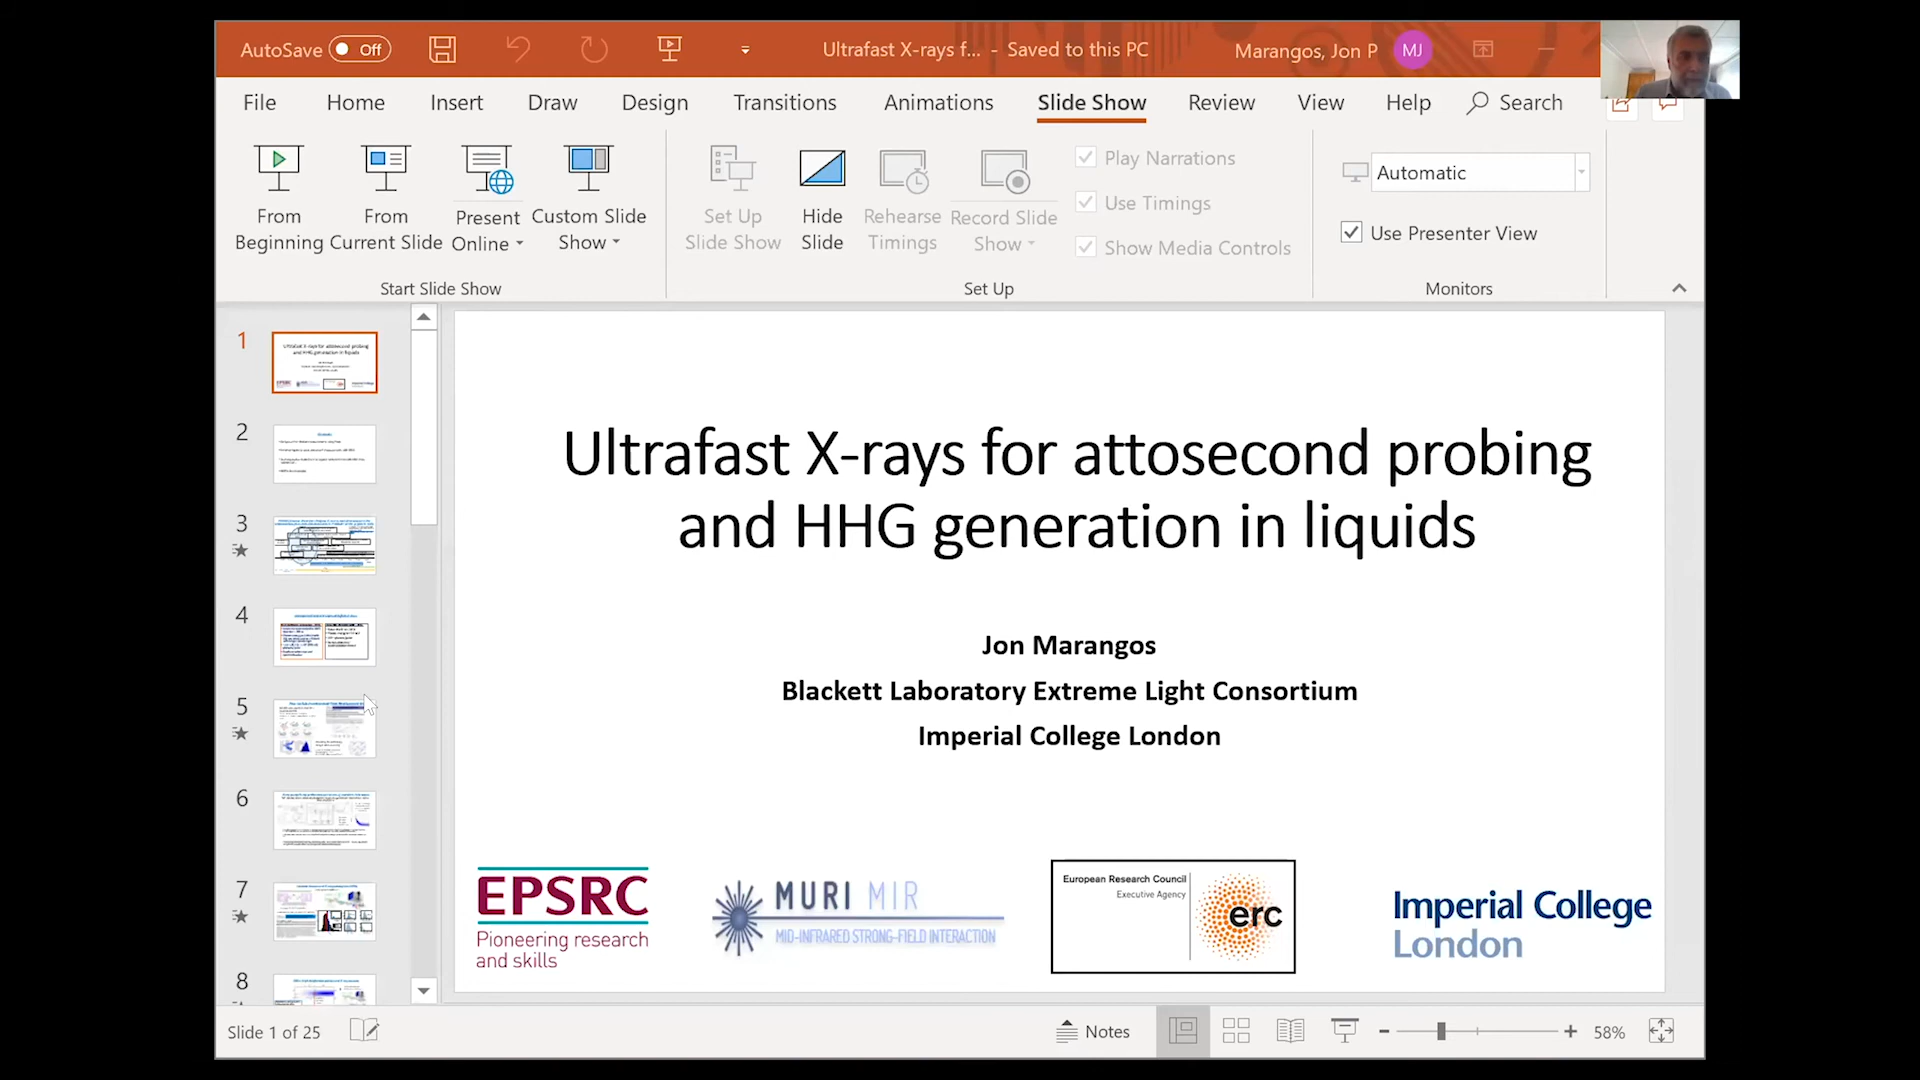 AutoSave Off
Ultrafast X-rays f... - Saved to this PC
Marangos, Jon P MJ
File Home Insert Draw Design Transitions Animations Slide Show Review View Help Search
From Beginning
From Current Slide
Present Online
Custom Slide Show
Set Up Slide Show
Hide Slide
Rehearse Timings
Record Slide Show
Play Narrations
Use Timings
Show Media Controls
Automatic
Use Presenter View
Start Slide Show
Set Up
Monitors
1
2
3
4
5
6
7
8
Ultrafast X-rays for attosecond probing
and HHG generation in liquids
Jon Marangos
Blackett Laboratory Extreme Light Consortium
Imperial College London
EPSRC
Pioneering research
and skills
MURI MIR
MID-INFRARED STRONG-FIELD INTERACTION
European Research Council
Executive Agency
erc
Imperial College
London
Slide 1 of 25
Notes
58%